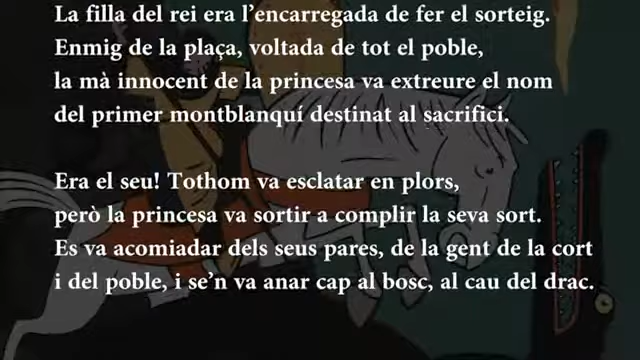 La filla del rei era l’encarregada de fer el sorteig.
Enmig de la plaça, voltada de tot el poble,
la mà innocent de la princesa va extreure el nom
del primer montblanquí destinat al sacrifici.
Era el seu! Tothom va esclatar en plors,
però la princesa va sortir a complir la seva sort.
Es va acomiadar dels seus pares, de la gent de la cort
i del poble, i se’n va anar cap al bosc, al cau del drac.